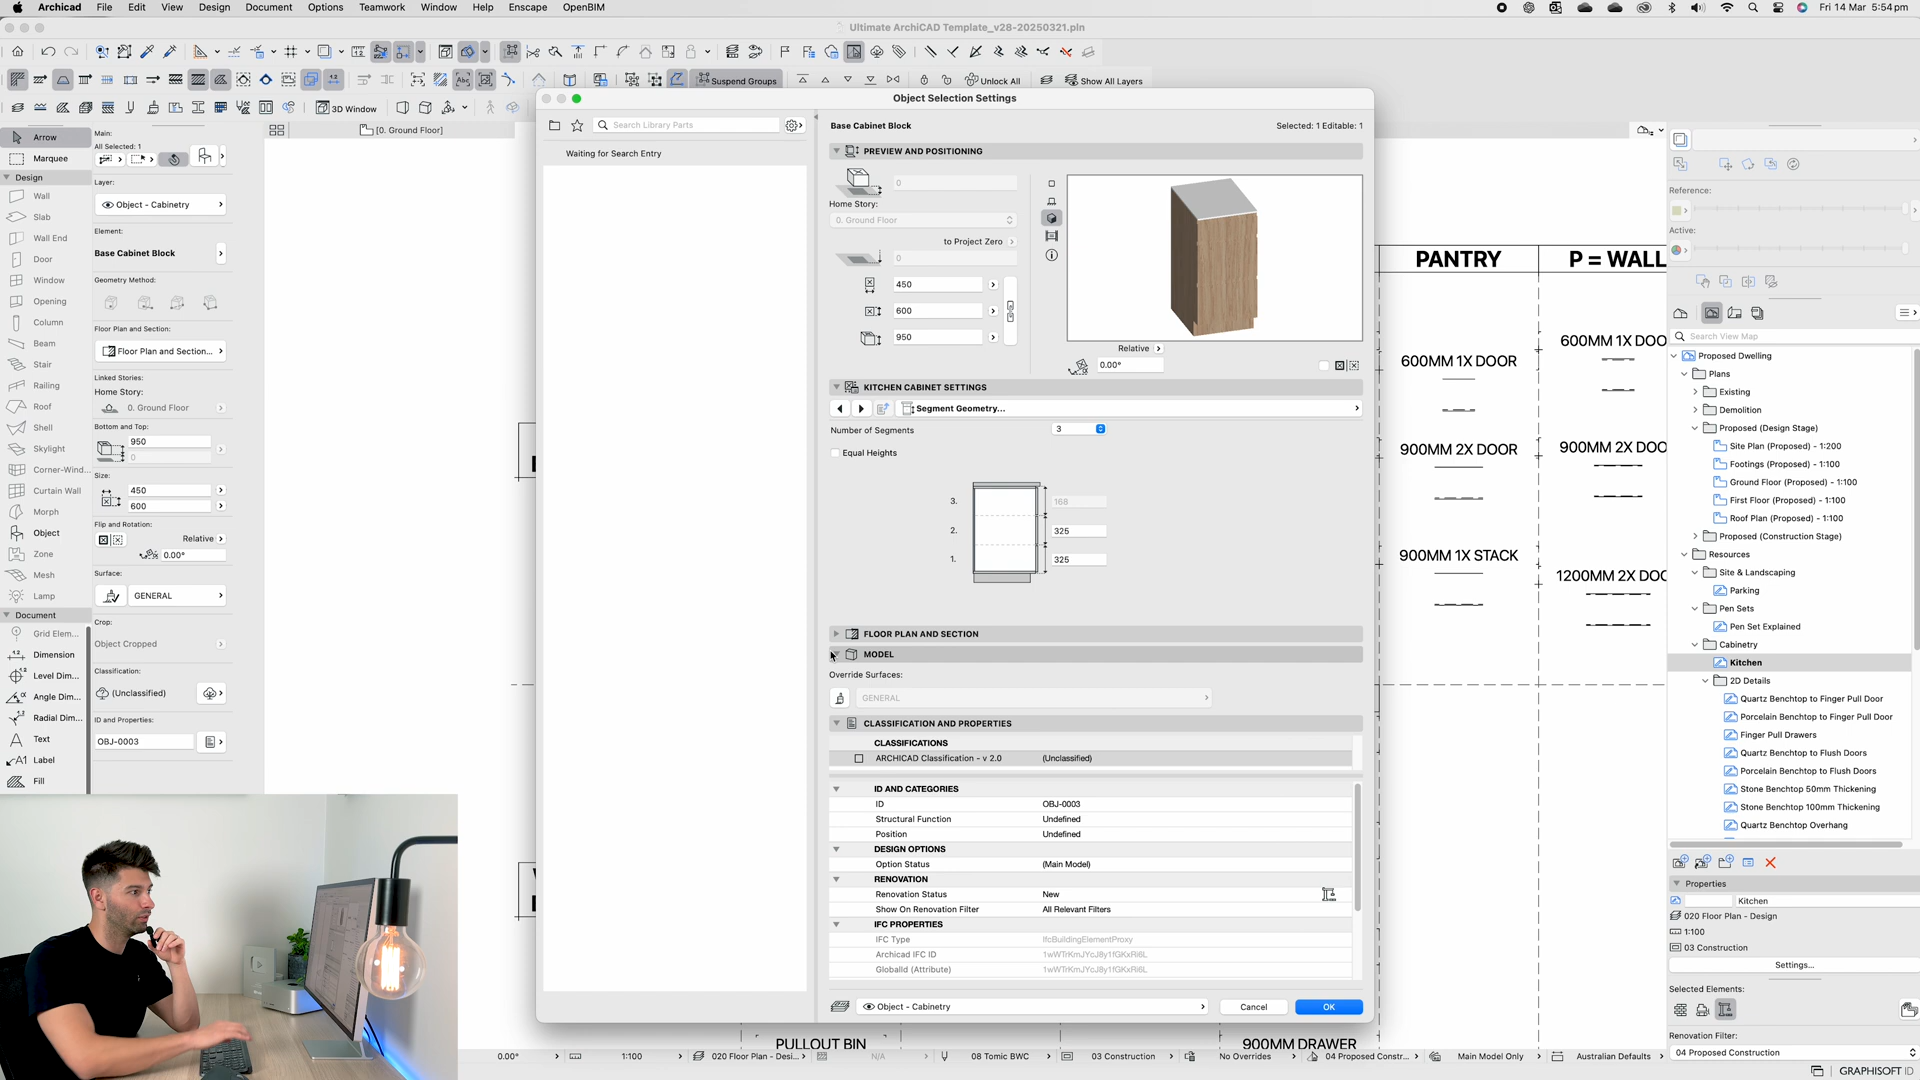 Archicad File Edit View Design Document Options Teamwork Window Help Enscape OpenBIM
Fri 14 Mar 5:54pm
Ultimate ArchiCAD Template_v28-20250321.pln
Suspend Groups
Unlock All
Show All Layers
3D Window
[0. Ground Floor]
Arrow
Marquee
Design
Wall
Slab
Wall End
Door
Window
Opening
Column
Beam
Stair
Railing
Roof
Shell
Skylight
Corner-Wind...
Curtain Wall
Morph
Object
Zone
Mesh
Lamp
Document
Grid Elem...
Dimension
Level Dim...
Angle Dim...
Radial Dim...
Text
Label
Fill
Main:
All Selected: 1
Layer:
Object - Cabinetry
Element:
Base Cabinet Block
Geometry Method:
Floor Plan and Section:
Floor Plan and Section...
Linked Stories:
Home Story:
0. Ground Floor
Bottom and Top:
950
0
Size:
450
600
Flip and Rotation:
Relative
0.00°
Surface:
GENERAL
Crop:
Object Cropped
Classification:
(Unclassified)
ID and Properties:
OBJ-0003
Object Selection Settings
Search Library Parts
Waiting for Search Entry
Base Cabinet Block
Selected: 1 Editable: 1
PREVIEW AND POSITIONING
0
Home Story:
0. Ground Floor
to Project Zero
0
450
600
950
Relative
0.00°
KITCHEN CABINET SETTINGS
Segment Geometry...
Number of Segments 3
Equal Heights
3. 168
2. 325
1. 325
FLOOR PLAN AND SECTION
MODEL
Override Surfaces:
GENERAL
CLASSIFICATION AND PROPERTIES
CLASSIFICATIONS
ARCHICAD Classification - v 2.0 (Unclassified)
ID AND CATEGORIES
ID OBJ-0003
Structural Function Undefined
Position Undefined
DESIGN OPTIONS
Option Status (Main Model)
RENOVATION
Renovation Status New
Show On Renovation Filter All Relevant Filters
IFC PROPERTIES
IFC Type IfcBuildingElementProxy
Archicad IFC ID 1wWTrKmJYcJ8y1fGKxRi6L
GlobalId (Attribute) 1wWTrKmJYcJ8y1fGKxRi6L
Object - Cabinetry
Cancel
OK
PANTRY
P = WALL
600MM 1X DOOR
600MM 1X DOO
900MM 2X DOOR
900MM 2X DOO
900MM 1X STACK
1200MM 2X DOO
PULLOUT BIN
900MM DRAWER
Reference:
Active:
Search View Map
Proposed Dwelling
Plans
Existing
Demolition
Proposed (Design Stage)
Site Plan (Proposed) - 1:200
Footings (Proposed) - 1:100
Ground Floor (Proposed) - 1:100
First Floor (Proposed) - 1:100
Roof Plan (Proposed) - 1:100
Proposed (Construction Stage)
Resources
Site & Landscaping
Parking
Pen Sets
Pen Set Explained
Cabinetry
Kitchen
2D Details
Quartz Benchtop to Finger Pull Door
Porcelain Benchtop to Finger Pull Door
Finger Pull Drawers
Quartz Benchtop to Flush Doors
Porcelain Benchtop to Flush Doors
Stone Benchtop 50mm Thickening
Stone Benchtop 100mm Thickening
Quartz Benchtop Overhang
Properties
Kitchen
020 Floor Plan - Design
1:100
03 Construction
Settings...
Selected Elements:
Renovation Filter:
04 Proposed Construction
0.00°
1:100
020 Floor Plan - Desi...
N/A
08 Tomic BWC
03 Construction
No Overrides
04 Proposed Constr...
Main Model Only
Australian Defaults
GRAPHISOFT ID